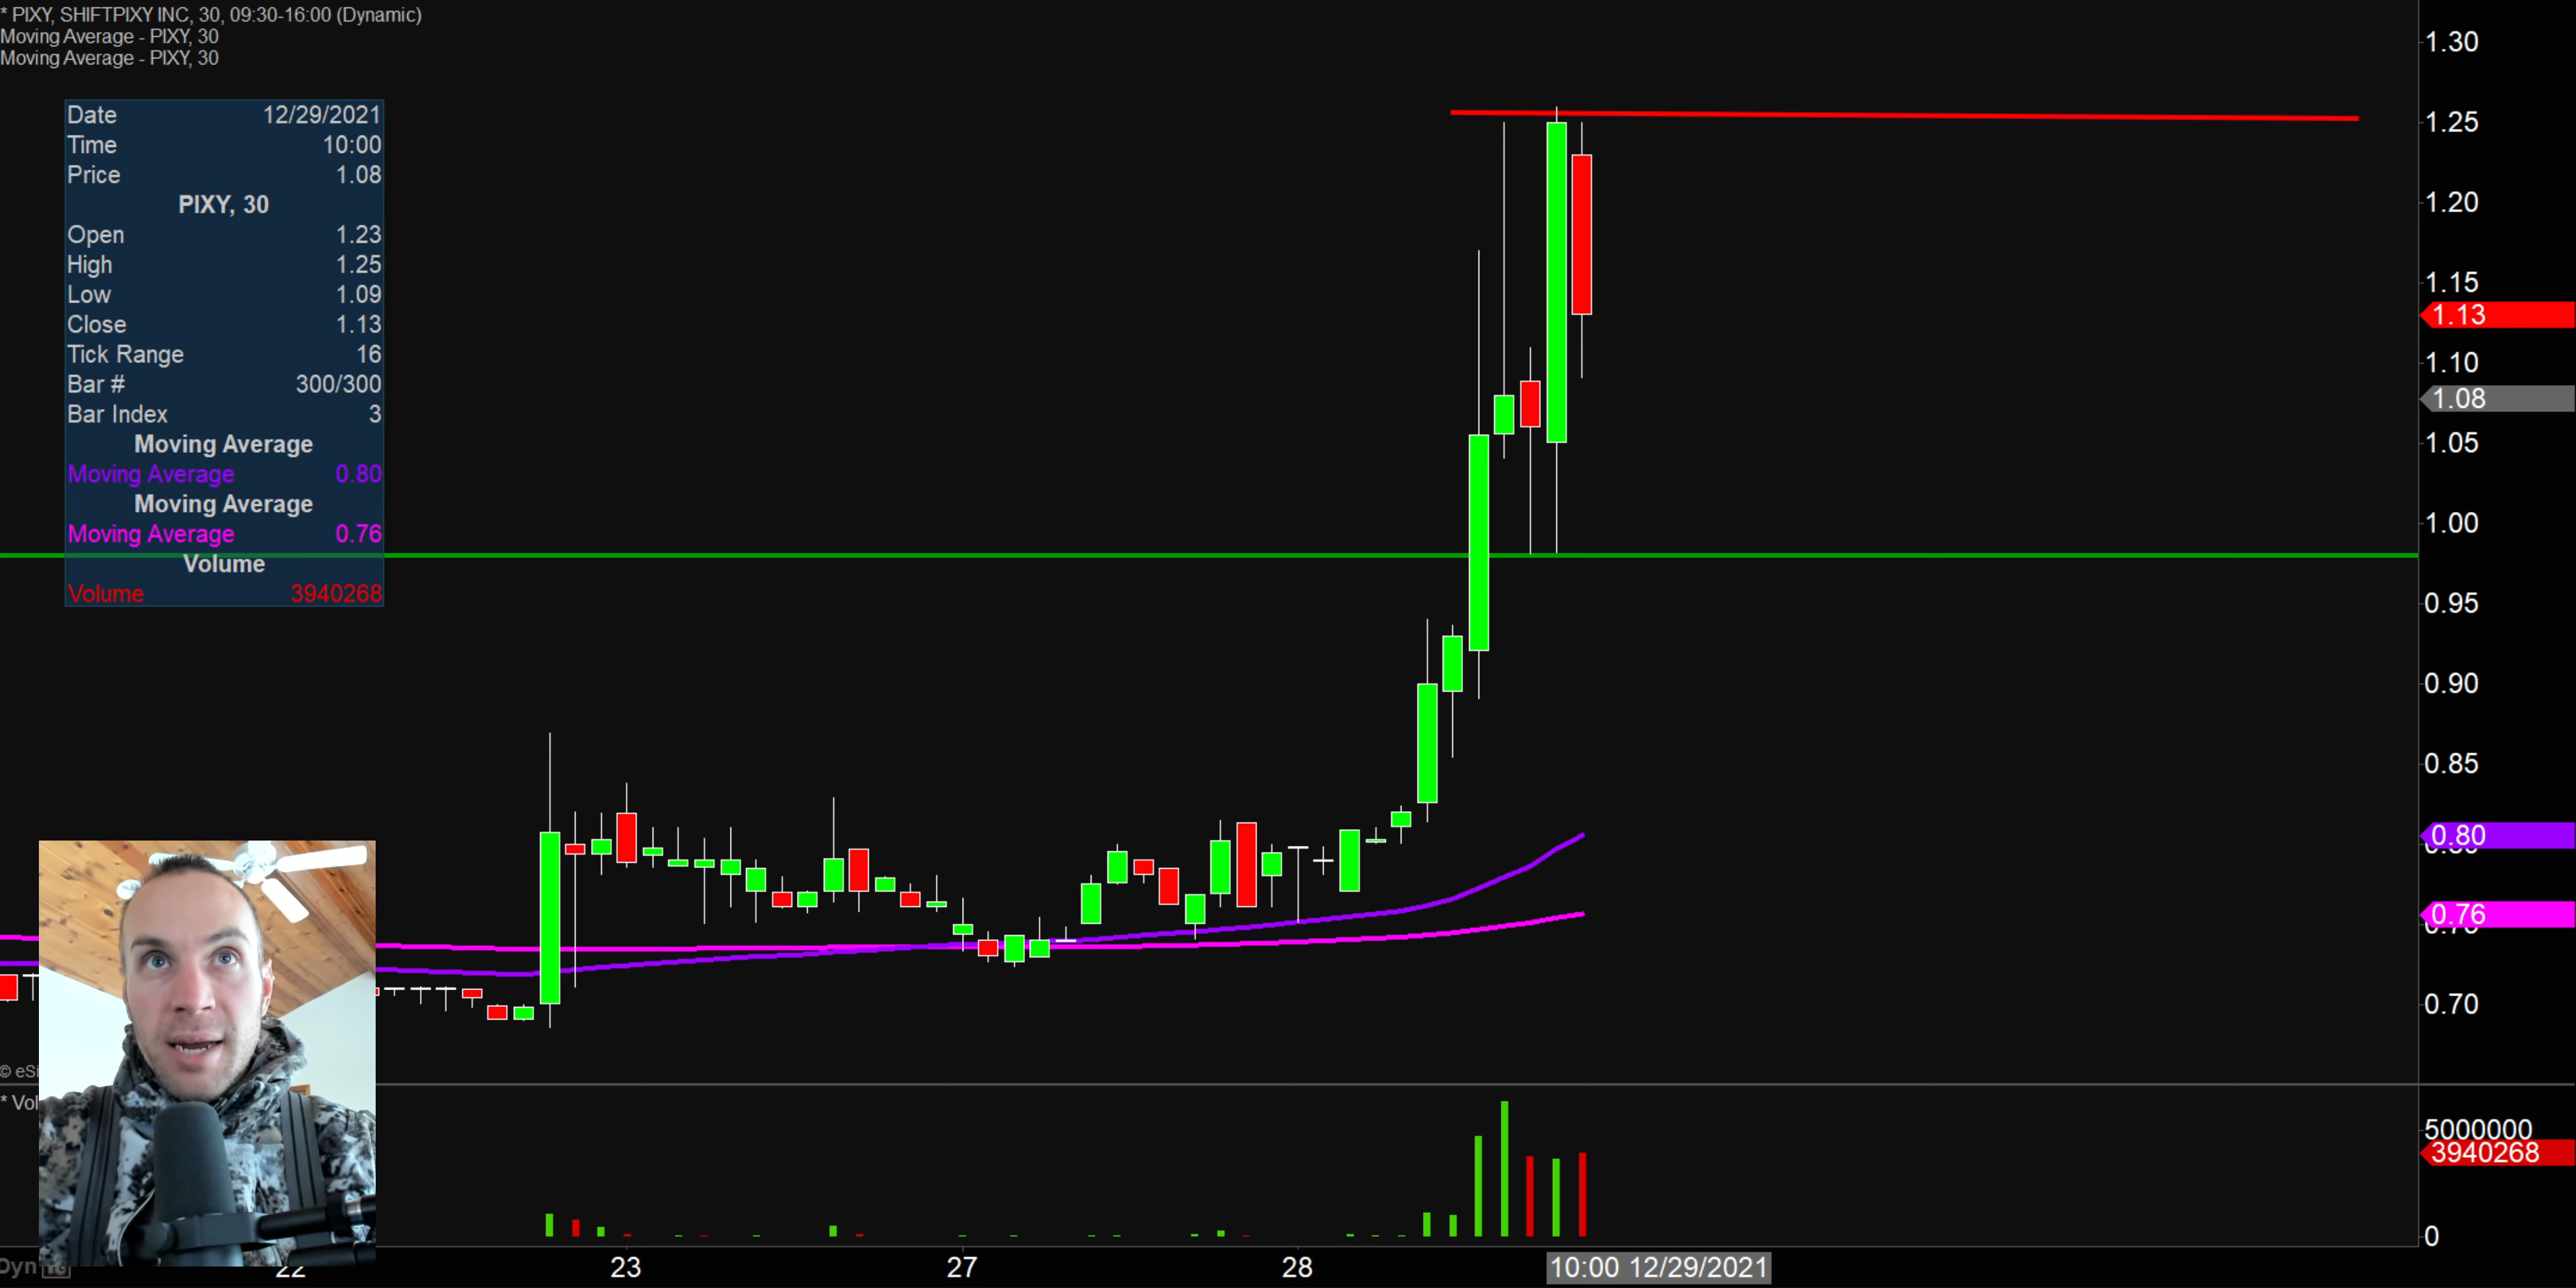 * PIXY, SHIFTPIXY INC, 30, 09:30-16:00 (Dynamic)
Moving Average - PIXY, 30
Moving Average - PIXY, 30
Date 12/29/2021
Time 10:00
Price 1.08
PIXY, 30
Open 1.23
High 1.25
Low 1.09
Close 1.13
Tick Range 16
Bar # 300/300
Bar Index 3
Moving Average
Moving Average 0.80
Moving Average
Moving Average 0.76
Volume
Volume 3940268
1.30
1.25
1.20
1.15
1.13
1.10
1.08
1.05
1.00
0.95
0.90
0.85
0.80
0.76
0.70
© eSi
* Vol
5000000
3940268
0
Dyn
22
23
27
28
10:00 12/29/2021